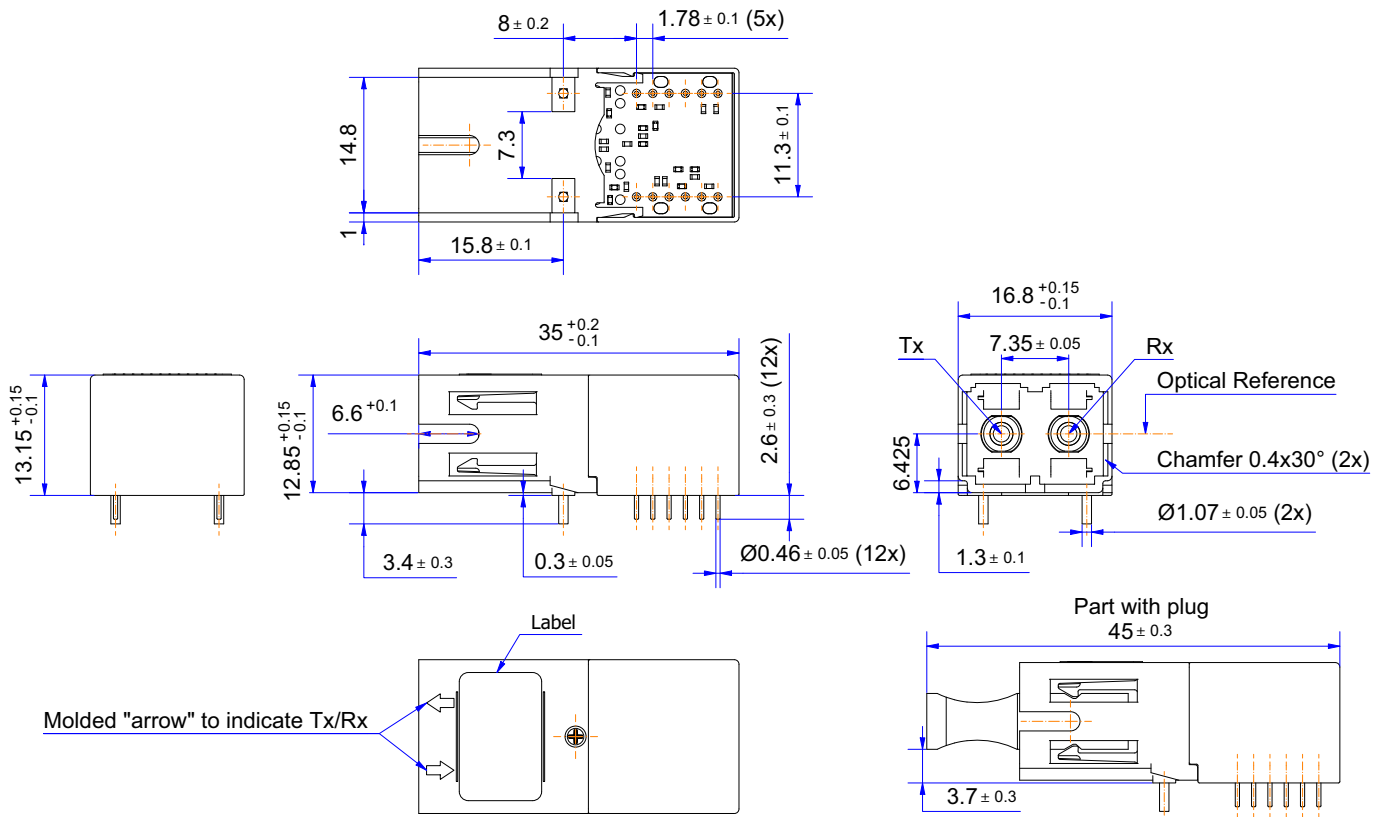 8 ± 0.2
1.78 ± 0.1 (5x)
14.8
7.3
11.3 ± 0.1
1
15.8 ± 0.1
13.15 +0.15 -0.1
35 +0.2 -0.1
6.6 +0.1
12.85 +0.15 -0.1
2.6 ± 0.3 (12x)
3.4 ± 0.3
0.3 ± 0.05
Ø0.46 ± 0.05 (12x)
16.8 +0.15 -0.1
Tx
7.35 ± 0.05
Rx
Optical Reference
6.425
Chamfer 0.4x30° (2x)
Ø1.07 ± 0.05 (2x)
1.3 ± 0.1
Label
Molded "arrow" to indicate Tx/Rx
Part with plug
45 ± 0.3
3.7 ± 0.3